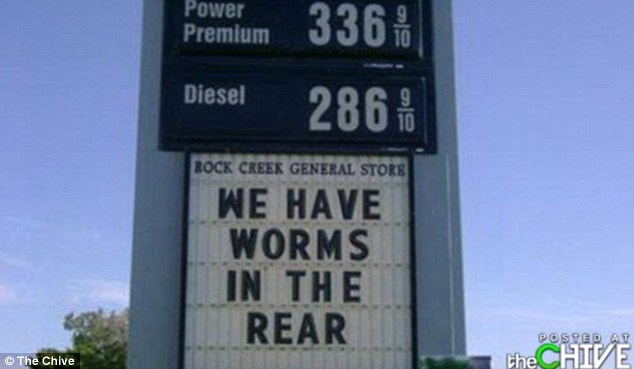 Power
Premium
336 9/10
Diesel
286 9/10
ROCK CREEK GENERAL STORE
WE HAVE
WORMS
IN THE
REAR
POSTED AT
theCHIVE
© The Chive